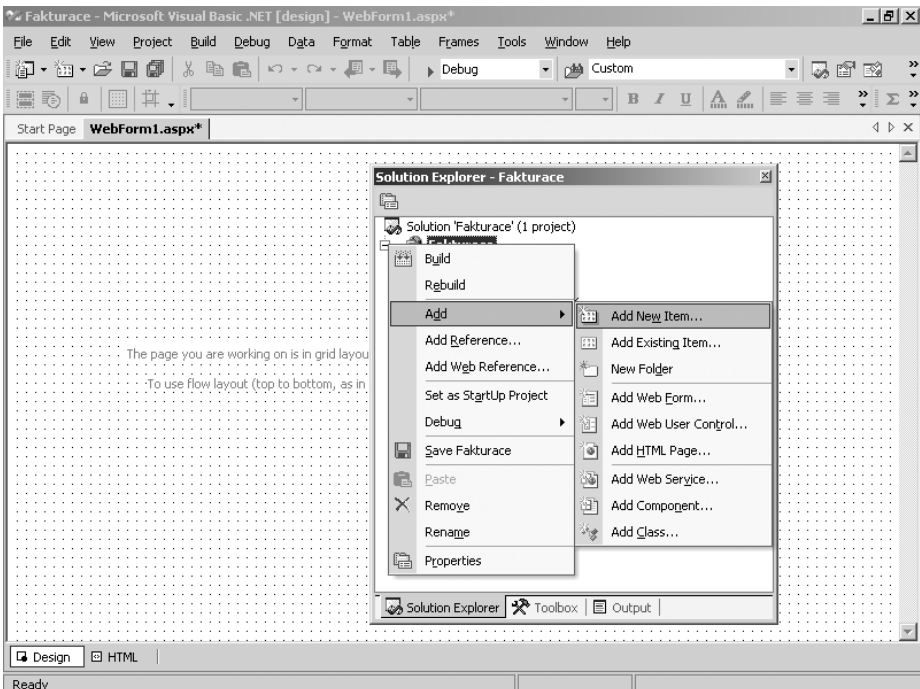 Fakturace - Microsoft Visual Basic .NET [design] - WebForm1.aspx*
File Edit View Project Build Debug Data Format Table Frames Tools Window Help
Debug Custom
B I U A
Start Page WebForm1.aspx*
Solution Explorer - Fakturace
Solution 'Fakturace' (1 project)
Fakturace
Build
Rebuild
Add
Add Reference...
Add Web Reference...
Set as StartUp Project
Debug
Save Fakturace
Paste
Remove
Rename
Properties
Add New Item...
Add Existing Item...
New Folder
Add Web Form...
Add Web User Control...
Add HTML Page...
Add Web Service...
Add Component...
Add Class...
The page you are working on is in grid layou
To use flow layout (top to bottom, as in
Solution Explorer Toolbox Output
Design HTML
Ready